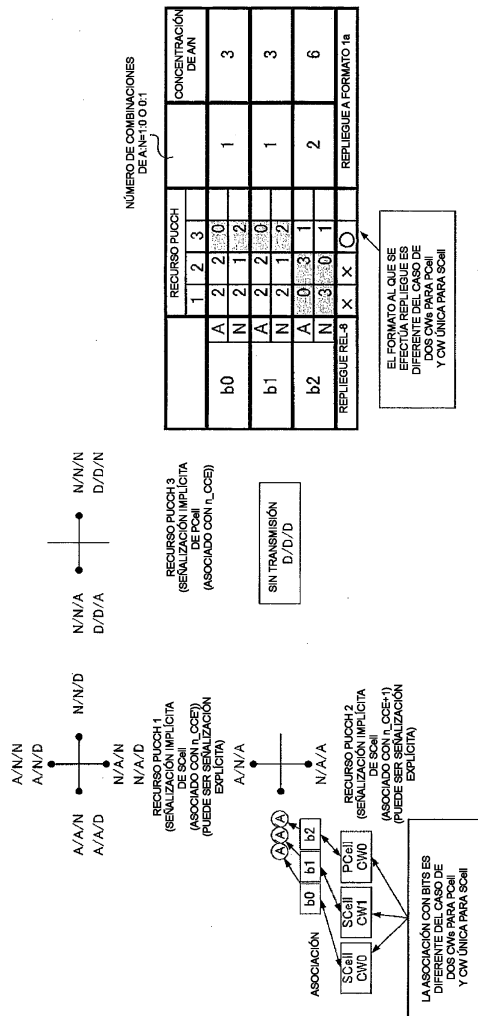 A/N/N
A/N/D
A/A/N
A/A/D
N/N/D
N/A/N
N/A/D
RECURSO PUCCH 1
(SEÑALIZACIÓN IMPLÍCITA
DE SCell
(ASOCIADO CON n_CCE'))
(PUEDE SER SEÑALIZACIÓN
EXPLÍCITA)
N/N/A
D/D/A
N/N/N
D/D/N
RECURSO PUCCH 3
(SEÑALIZACIÓN IMPLÍCITA
DE PCell
(ASOCIADO CON n_CCE))
A/N/A
N/A/A
RECURSO PUCCH 2
(SEÑALIZACIÓN IMPLÍCITA
DE SCell
(ASOCIADO CON n_CCE'+1)
(PUEDE SER SEÑALIZACIÓN
EXPLÍCITA)
SIN TRANSMISIÓN
D/D/D
ASOCIACIÓN
A A A
b0 b1 b2
SCell CW0
SCell CW1
PCell CW0
LA ASOCIACIÓN CON BITS ES
DIFERENTE DEL CASO DE
DOS CWs PARA PCell
Y CW ÚNICA PARA SCell
NÚMERO DE COMBINACIONES
DE A:N=1:0 O 0:1
RECURSO PUCCH
CONCENTRACIÓN
DE A/N
1 2 3
b0 A 2 2 0 1 3
N 2 1 2
b1 A 2 2 0 1 3
N 2 1 2
b2 A 0 3 1 2 6
N 3 0 1
REPLIEGUE REL-8 × × ○ REPLIEGUE A FORMATO 1a
EL FORMATO AL QUE SE
EFECTÚA REPLIEGUE ES
DIFERENTE DEL CASO DE
DOS CWs PARA PCell
Y CW ÚNICA PARA SCell